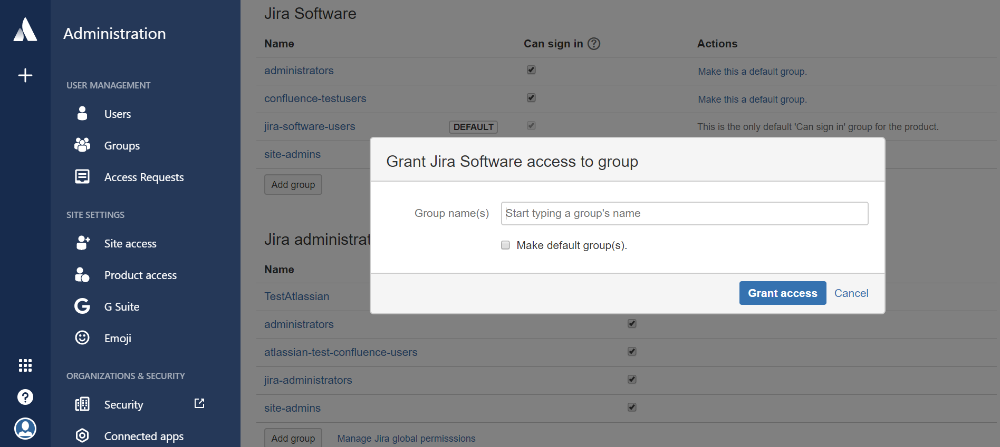 Administration
USER MANAGEMENT
Users
Groups
Access Requests
SITE SETTINGS
Site access
Product access
G Suite
Emoji
ORGANIZATIONS & SECURITY
Security
Connected apps
Jira Software
Name Can sign in ? Actions
administrators Make this a default group.
confluence-testusers Make this a default group.
jira-software-users DEFAULT This is the only default 'Can sign in' group for the product.
site-admins
Add group
Grant Jira Software access to group
Group name(s) Start typing a group's name
Make default group(s).
Grant access Cancel
Jira administrat
Name
TestAtlassian
administrators
atlassian-test-confluence-users
jira-administrators
site-admins
Add group Manage Jira global permisssions